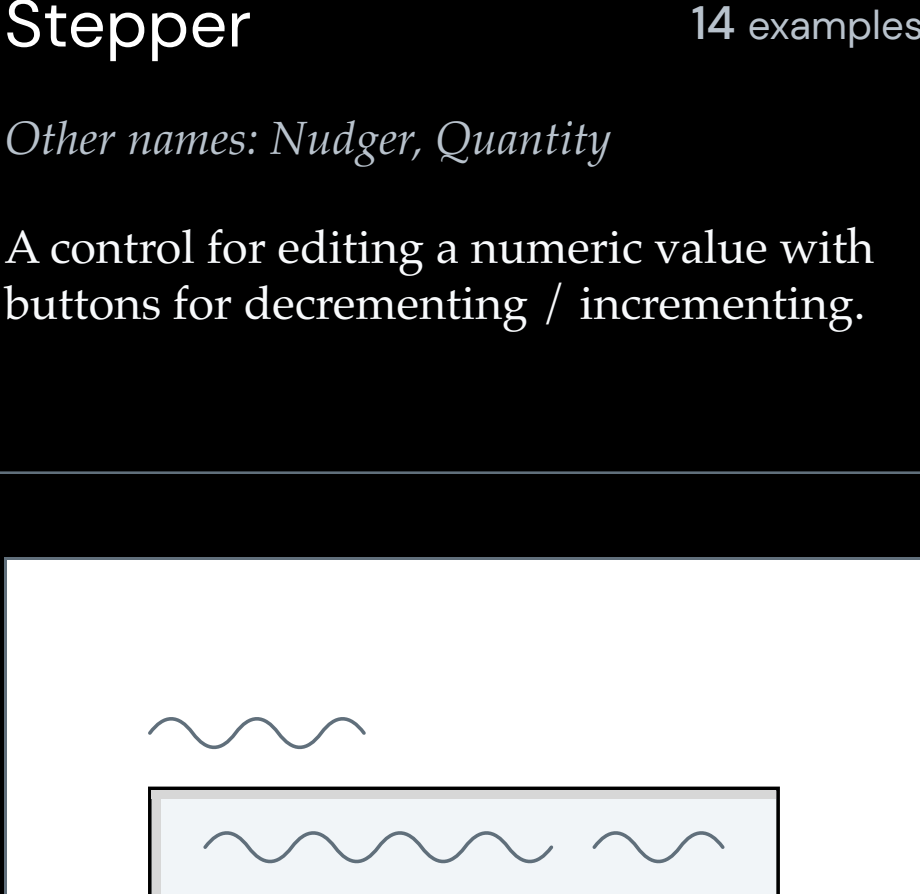 Stepper
14 examples
Other names: Nudger, Quantity
A control for editing a numeric value with
buttons for decrementing / incrementing.